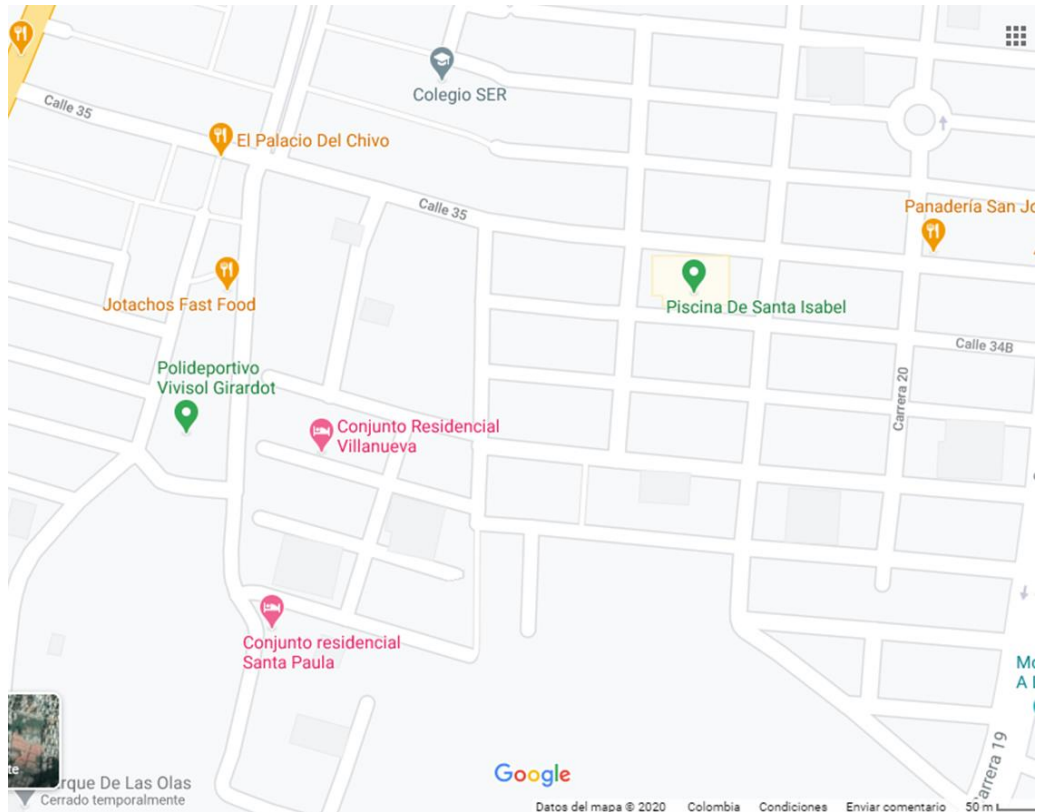 Colegio SER
Calle 35
El Palacio Del Chivo
Calle 35
Panadería San Jo
Jotachos Fast Food
Piscina De Santa Isabel
Calle 34B
Polideportivo
Vivisol Girardot
Carrera 20
Conjunto Residencial
Villanueva
Conjunto residencial
Santa Paula
Mo
A
Carrera 19
rque De Las Olas
Cerrado temporalmente
te
Google
Datos del mapa © 2020 Colombia Condiciones Enviar comentario 50 m